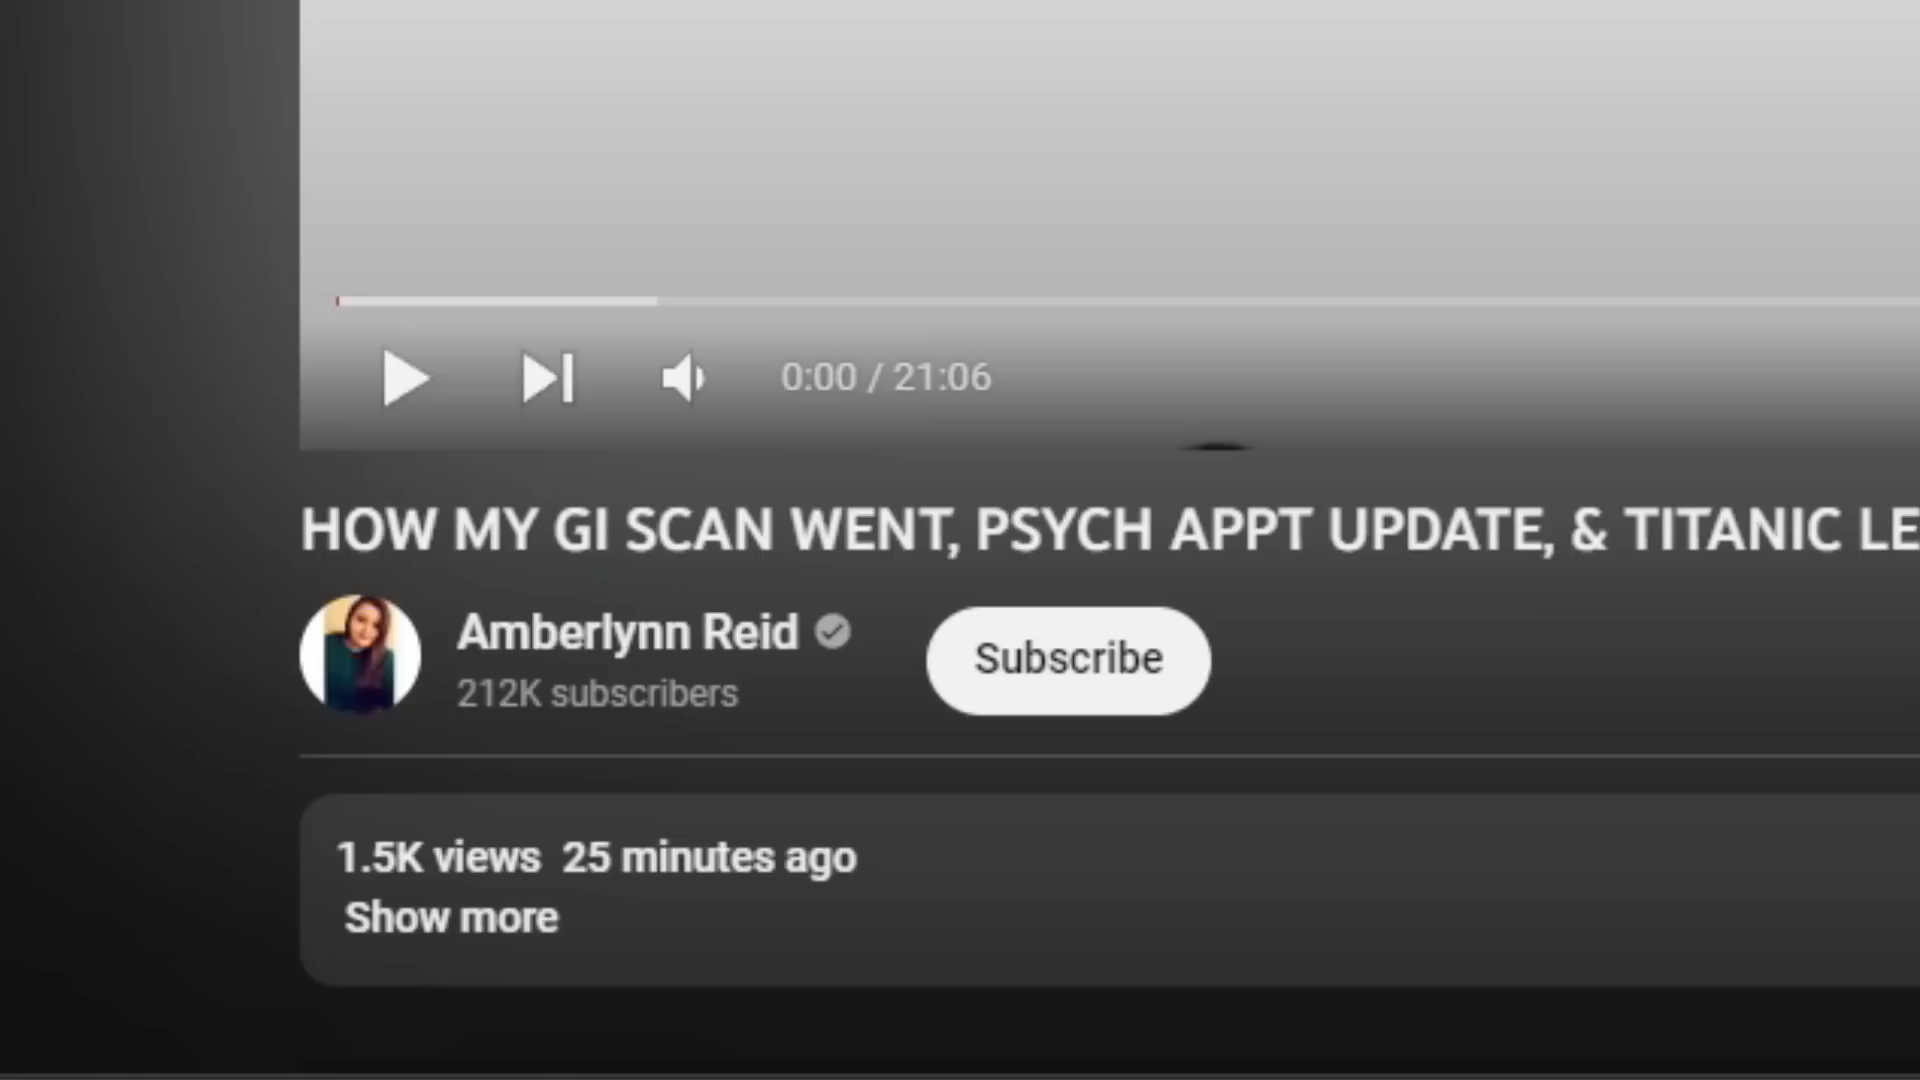 0:00 / 21:06
HOW MY GI SCAN WENT, PSYCH APPT UPDATE, & TITANIC LE
Amberlynn Reid
212K subscribers
Subscribe
1.5K views 25 minutes ago
Show more